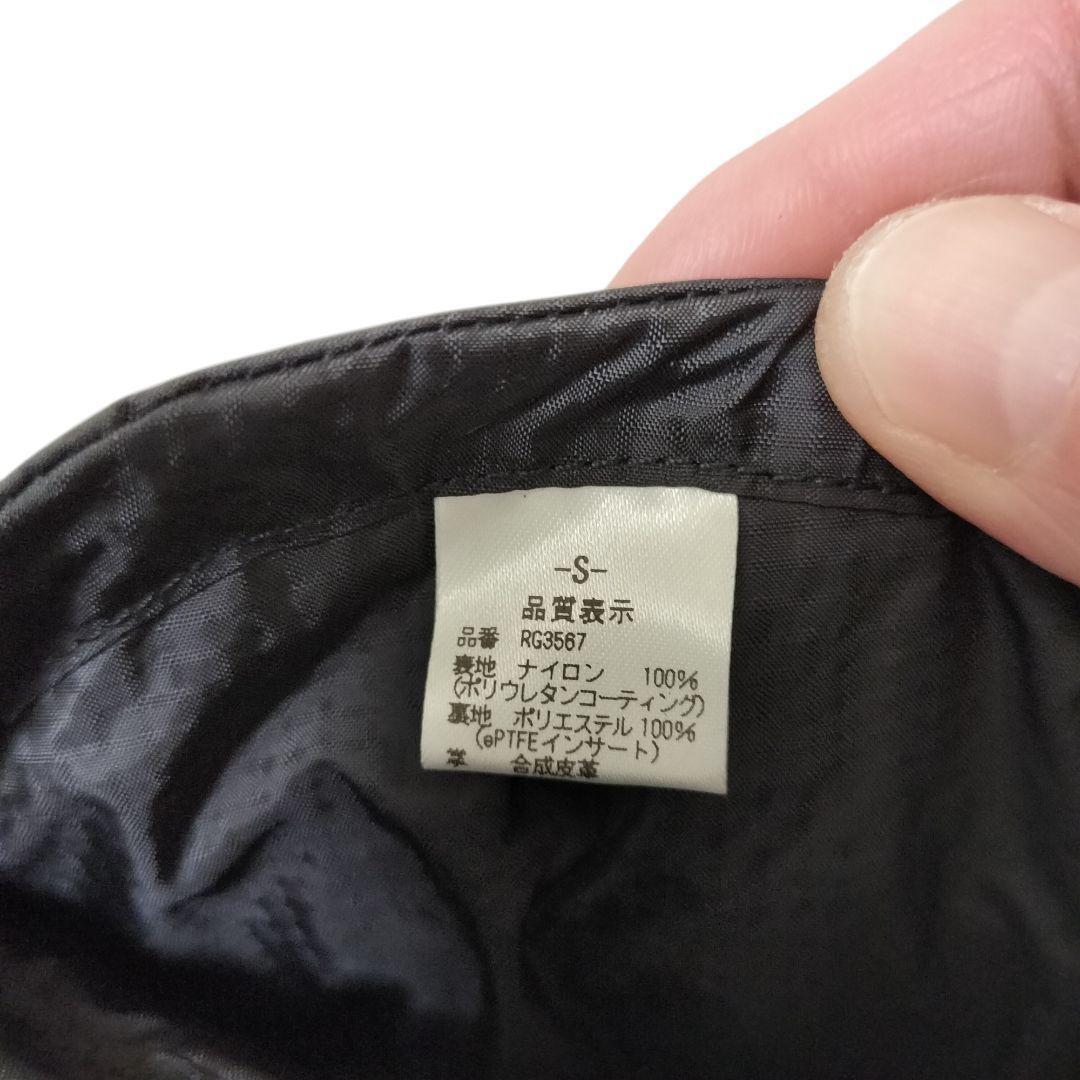 -S-
品質表示
品番 RG3567
表地 ナイロン 100%
(ポリウレタンコーティング)
裏地 ポリエステル 100%
(ePTFEインサート)
掌 合成皮革